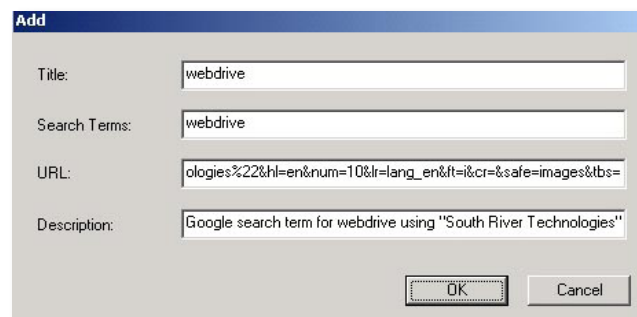 Add
Title: webdrive
Search Terms: webdrive
URL: ologies%22&hl=en&num=10&lr=lang_en&ft=i&cr=&safe=images&tbs=
Description: Google search term for webdrive using "South River Technologies"
OK Cancel